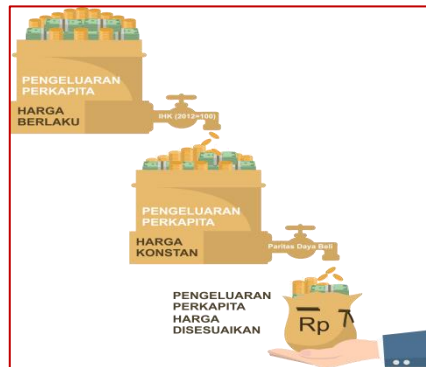 PENGELUARAN
PERKAPITA
HARGA
BERLAKU
IHK (2012=100)
PENGELUARAN
PERKAPITA
HARGA
KONSTAN
Paritas Daya Beli
PENGELUARAN
PERKAPITA
HARGA
DISESUAIKAN
Rp